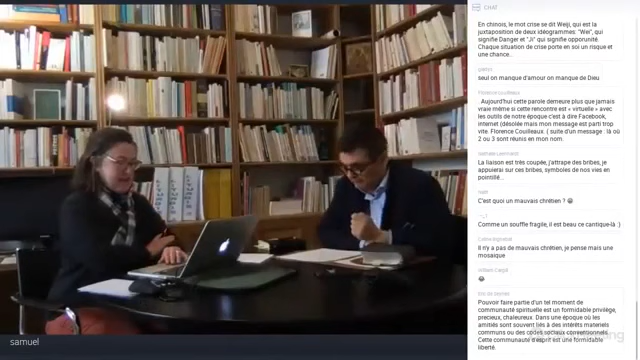 CHAT
En chinois, le mot crise se dit Weiji, qui est la
juxtaposition de deux idéogrammes: "Wei", qui
signifie Danger et "Ji" qui signifie opporunité.
Chaque situation de crise porte en soi un risque et
une chance...
seul on manque d'amour on manque de Dieu
Florence couilleaux
Aujourd'hui cette parole demeure plus que jamais
vraie même si cette rencontre est « virtuelle » avec
les outils de notre époque c'est à dire Facebook,
internet (désolée mais mon message est parti trop
vite. Florence Couilleaux. ( suite d'un message : là où
2 ou 3 sont réunis en mon nom.
La liaison est très coupée, j'attrape des bribes, je
appuierai sur ces bribes, symboles de nos vies en
pointillé...
C'est quoi un mauvais chrétien ?
Comme un souffle fragile, il est beau ce cantique-là :)
Il n'y a pas de mauvais chrétien, je pense mais une
mosaique
Pouvoir faire partie d'un tel moment de
communauté spirituelle est un formidable privilège,
precieux, chaleureux. Dans une époque où les
amitiés sont souvent liés à des intérets materiels
communs ou des codes sociaux conventionnels.
Cette communauté d'esprit est une formidable
liberté.
samuel